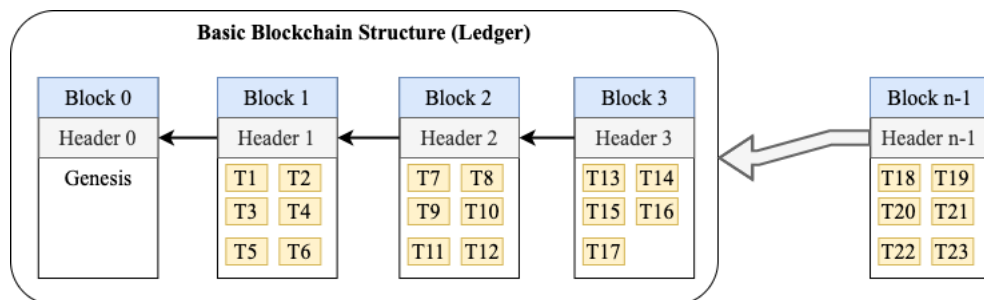 Basic Blockchain Structure (Ledger)
Block 0
Header 0
Genesis
Block 1
Header 1
T1 T2
T3 T4
T5 T6
Block 2
Header 2
T7 T8
T9 T10
T11 T12
Block 3
Header 3
T13 T14
T15 T16
T17
Block n-1
Header n-1
T18 T19
T20 T21
T22 T23